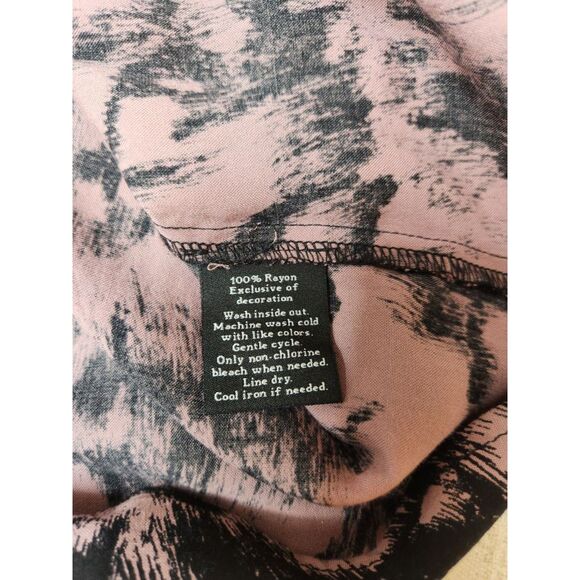 100% Rayon
Exclusive of
decoration
Wash inside out.
Machine wash cold
with like colors.
Gentle cycle.
Only non-chlorine
bleach when needed.
Line dry.
Cool iron if needed.